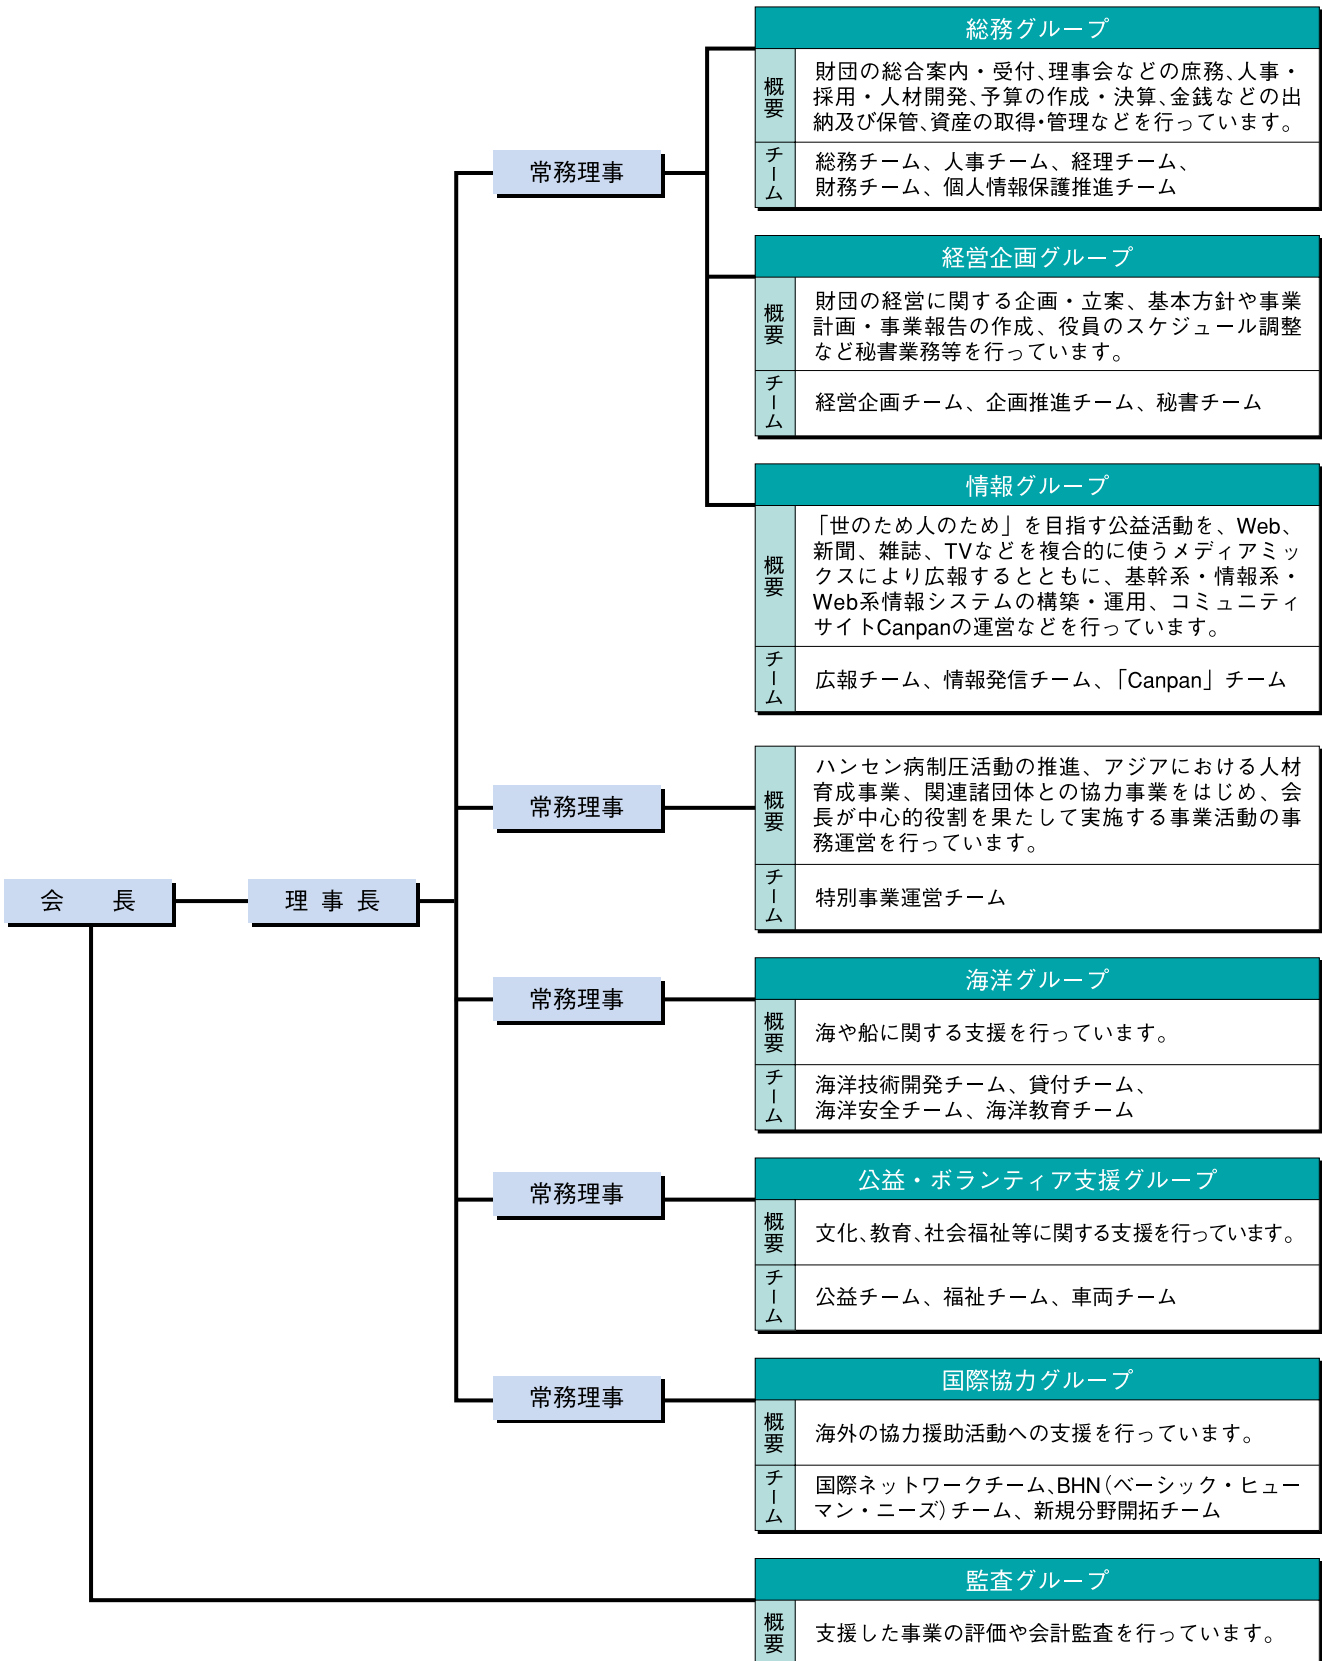 総務グループ
概要
財団の総合案内・受付、理事会などの庶務、人事・
採用・人材開発、予算の作成・決算、金銭などの出
納及び保管、資産の取得・管理などを行っています。
チーム
総務チーム、人事チーム、経理チーム、
財務チーム、個人情報保護推進チーム
常務理事
経営企画グループ
概要
財団の経営に関する企画・立案、基本方針や事業
計画・事業報告の作成、役員のスケジュール調整
など秘書業務等を行っています。
チーム
経営企画チーム、企画推進チーム、秘書チーム
情報グループ
概要
「世のため人のため」を目指す公益活動を、Web、
新聞、雑誌、TVなどを複合的に使うメディアミッ
クスにより広報するとともに、基幹系・情報系・
Web系情報システムの構築・運用、コミュニティ
サイトCanpanの運営などを行っています。
チーム
広報チーム、情報発信チーム、「Canpan」チーム
常務理事
概要
ハンセン病制圧活動の推進、アジアにおける人材
育成事業、関連諸団体との協力事業をはじめ、会
長が中心的役割を果たして実施する事業活動の事
務運営を行っています。
チーム
特別事業運営チーム
会 長
理事長
常務理事
海洋グループ
概要
海や船に関する支援を行っています。
チーム
海洋技術開発チーム、貸付チーム、
海洋安全チーム、海洋教育チーム
常務理事
公益・ボランティア支援グループ
概要
文化、教育、社会福祉等に関する支援を行っています。
チーム
公益チーム、福祉チーム、車両チーム
常務理事
国際協力グループ
概要
海外の協力援助活動への支援を行っています。
チーム
国際ネットワークチーム、BHN(ベーシック・ヒュー
マン・ニーズ)チーム、新規分野開拓チーム
監査グループ
概要
支援した事業の評価や会計監査を行っています。